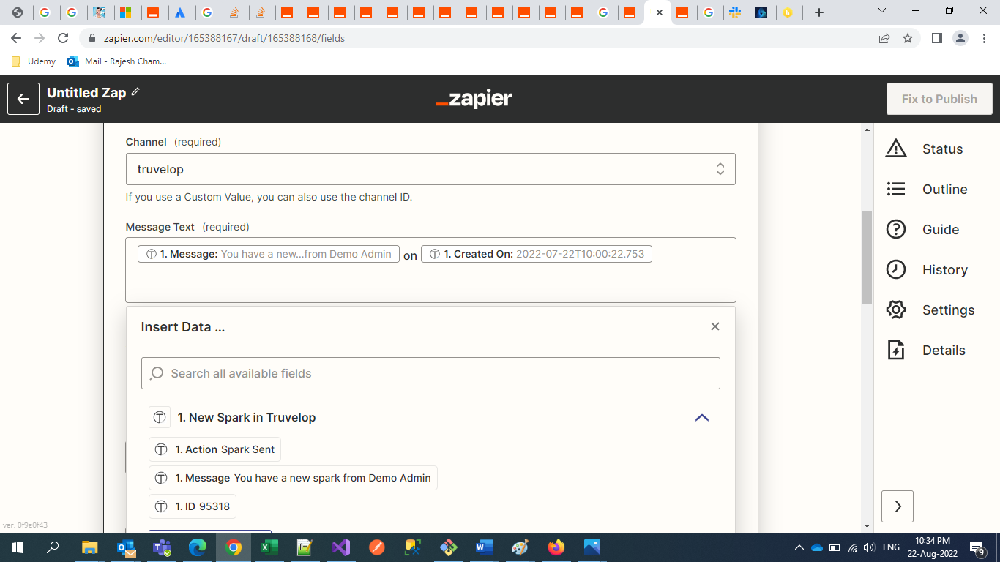 zapier.com/editor/165388167/draft/165388168/fields
Udemy
Mail - Rajesh Cham...
Untitled Zap
Draft - saved
_zapier
Fix to Publish
Channel (required)
truvelop
If you use a Custom Value, you can also use the channel ID.
Message Text (required)
1. Message: You have a new...from Demo Admin on 1. Created On: 2022-07-22T10:00:22.753
Insert Data ...
Search all available fields
1. New Spark in Truvelop
1. Action Spark Sent
1. Message You have a new spark from Demo Admin
1. ID 95318
Status
Outline
Guide
History
Settings
Details
ver. 0f9e0f43
ENG
10:34 PM
22-Aug-2022
9